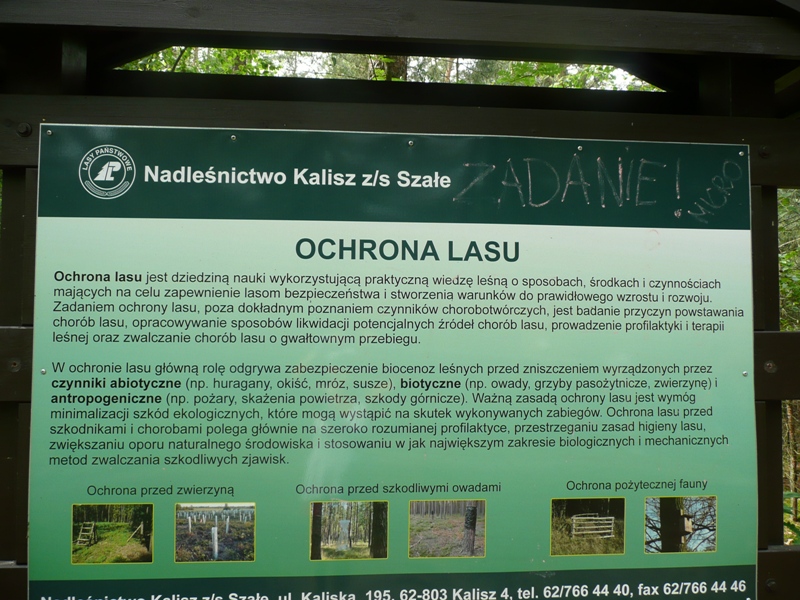 LASY PAŃSTWOWE
Nadleśnictwo Kalisz z/s Szałe
ZADANIE!
MICRO
OCHRONA LASU
Ochrona lasu jest dziedziną nauki wykorzystującą praktyczną wiedzę leśną o sposobach, środkach i czynnościach
mających na celu zapewnienie lasom bezpieczeństwa i stworzenia warunków do prawidłowego wzrostu i rozwoju.
Zadaniem ochrony lasu, poza dokładnym poznaniem czynników chorobotwórczych, jest badanie przyczyn powstawania
chorób lasu, opracowywanie sposobów likwidacji potencjalnych źródeł chorób lasu, prowadzenie profilaktyki i terapii
leśnej oraz zwalczanie chorób lasu o gwałtownym przebiegu.
W ochronie lasu główną rolę odgrywa zabezpieczenie biocenoz leśnych przed zniszczeniem wyrządzonych przez
czynniki abiotyczne (np. huragany, okiść, mróz, susze), biotyczne (np. owady, grzyby pasożytnicze, zwierzynę) i
antropogeniczne (np. pożary, skażenia powietrza, szkody górnicze). Ważną zasadą ochrony lasu jest wymóg
minimalizacji szkód ekologicznych, które mogą wystąpić na skutek wykonywanych zabiegów. Ochrona lasu przed
szkodnikami i chorobami polega głównie na szeroko rozumianej profilaktyce, przestrzeganiu zasad higieny lasu,
zwiększaniu oporu naturalnego środowiska i stosowaniu w jak największym zakresie biologicznych i mechanicznych
metod zwalczania szkodliwych zjawisk.
Ochrona przed zwierzyną
Ochrona przed szkodliwymi owadami
Ochrona pożytecznej fauny
Nadleśnictwo Kalisz z/s Szałe, ul. Kaliska, 195, 62-803 Kalisz 4, tel. 62/766 44 40, fax 62/766 44 46